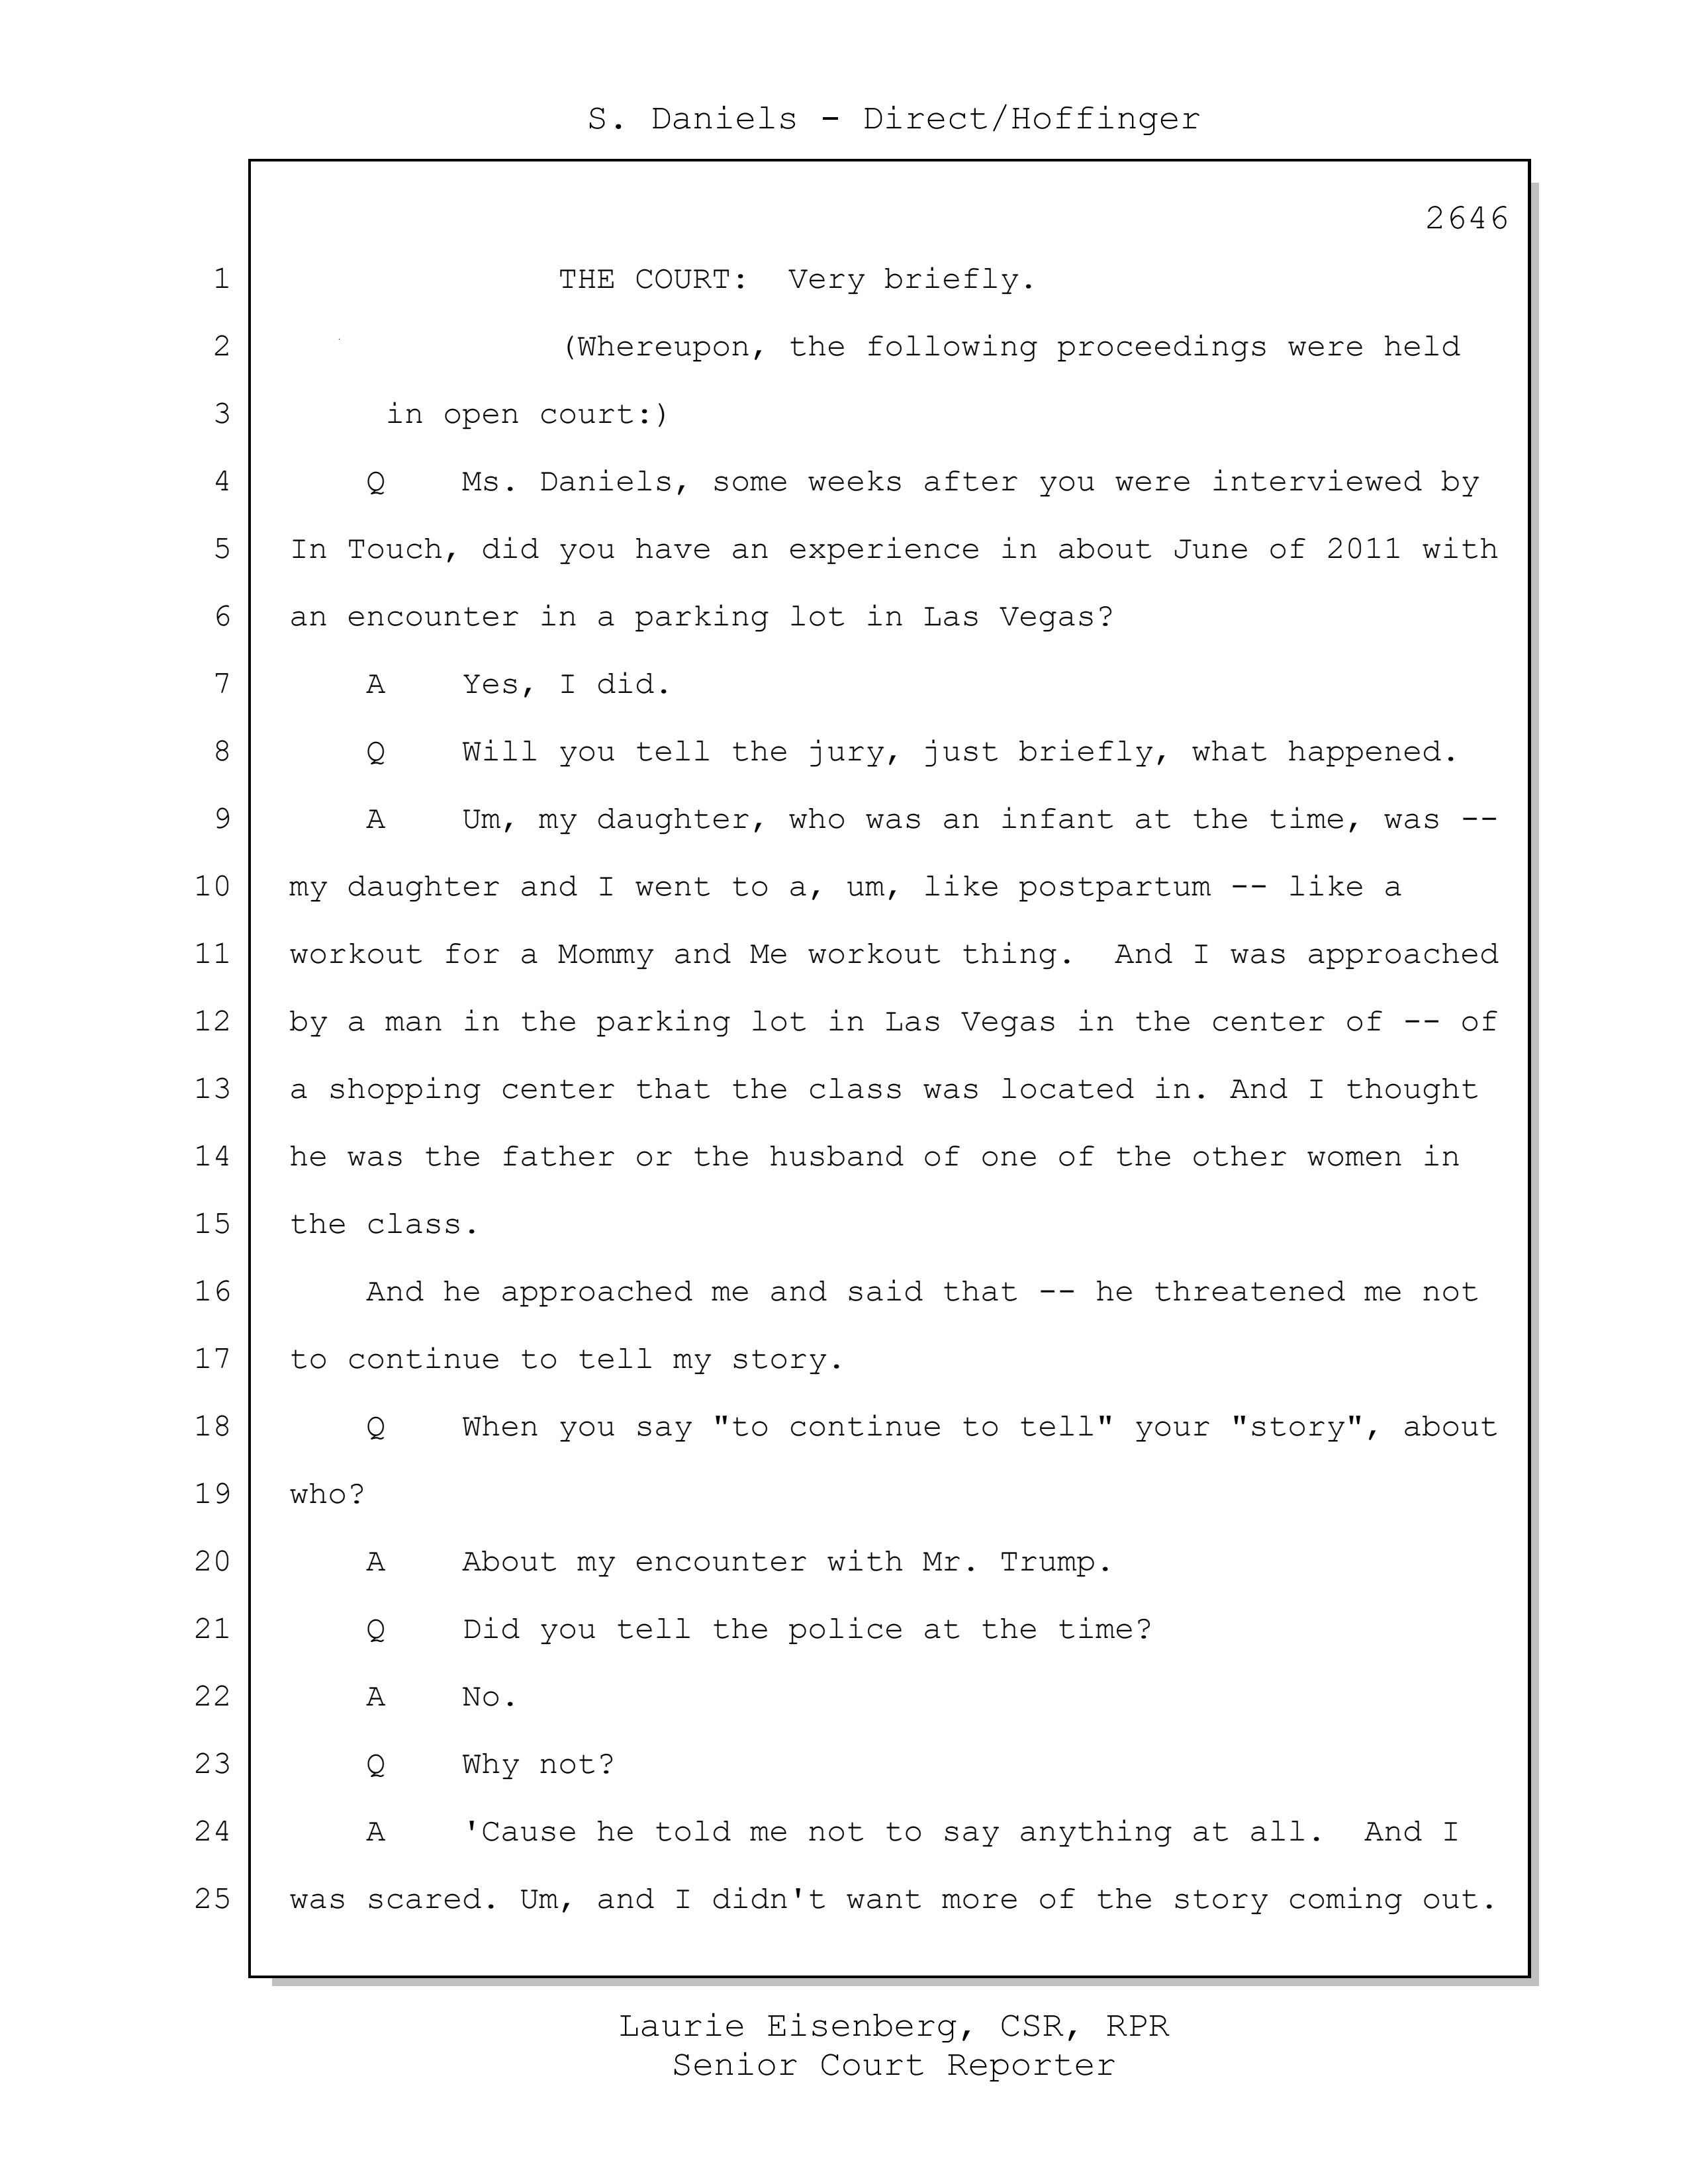 S. Daniels - Direct/Hoffinger
2646
1 THE COURT: Very briefly.
2 (Whereupon, the following proceedings were held
3 in open court:)
4 Q Ms. Daniels, some weeks after you were interviewed by
5 In Touch, did you have an experience in about June of 2011 with
6 an encounter in a parking lot in Las Vegas?
7 A Yes, I did.
8 Q Will you tell the jury, just briefly, what happened.
9 A Um, my daughter, who was an infant at the time, was --
10 my daughter and I went to a, um, like postpartum -- like a
11 workout for a Mommy and Me workout thing. And I was approached
12 by a man in the parking lot in Las Vegas in the center of -- of
13 a shopping center that the class was located in. And I thought
14 he was the father or the husband of one of the other women in
15 the class.
16 And he approached me and said that -- he threatened me not
17 to continue to tell my story.
18 Q When you say "to continue to tell" your "story", about
19 who?
20 A About my encounter with Mr. Trump.
21 Q Did you tell the police at the time?
22 A No.
23 Q Why not?
24 A 'Cause he told me not to say anything at all. And I
25 was scared. Um, and I didn't want more of the story coming out.
Laurie Eisenberg, CSR, RPR
Senior Court Reporter